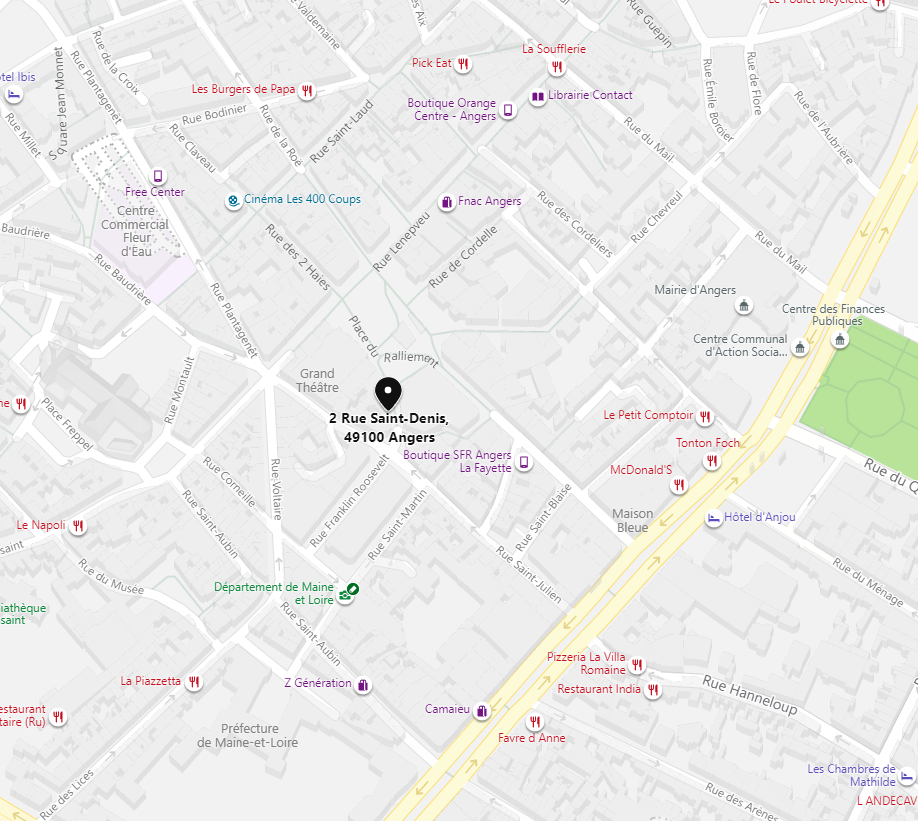 Le Poulet Bicyclette
Rue Valdemaine
es Aix
Rue Guépin
Square Jean Monnet
Rue Plantagenêt
Rue de la Croix
La Soufflerie
Pick Eat
tel Ibis
Les Burgers de Papa
Boutique Orange
Centre - Angers
Librairie Contact
Rue Émile Bordier
Rue de Flore
Rue de l'Aubrière
Rue Millet
Rue Bodinier
Rue Claveau
Rue de la Roë
Rue Saint-Laud
Rue du Mail
Free Center
Cinéma Les 400 Coups
Fnac Angers
Centre
Commercial
Fleur
d'Eau
Baudrière
Rue Baudrière
Rue des 2 Haies
Rue Lenepveu
Rue de Cordelle
Rue des Cordeliers
Rue Chevreul
Rue du Mail
Rue Plantagenêt
Mairie d'Angers
Centre des Finances
Publiques
Centre Communal
d'Action Socia...
Place du
Ralliement
Grand
Théâtre
Rue Montault
ne
Place Freppel
2 Rue Saint-Denis,
49100 Angers
Le Petit Comptoir
Tonton Foch
Boutique SFR Angers
La Fayette
McDonald'S
Rue du Q
Rue Corneille
Rue Voltaire
Rue Franklin Roosevelt
Rue Saint-Martin
Rue Saint-Blaise
Maison
Bleue
Hôtel d'Anjou
Le Napoli
Rue Saint-Aubin
saint
Rue du Musée
Rue Saint-Julien
Rue du Menage
Département de Maine
et Loire
iathèque
saint
Rue Saint-Aubin
Pizzeria La Villa
Romaine
La Piazzetta
Z Génération
Restaurant India
Rue Hanneloup
estaurant
taire (Ru)
Camaieu
Préfecture
de Maine-et-Loire
Favre d Anne
Rue des Lices
Les Chambres de
Mathilde
Rue des Arènes
L ANDECAV